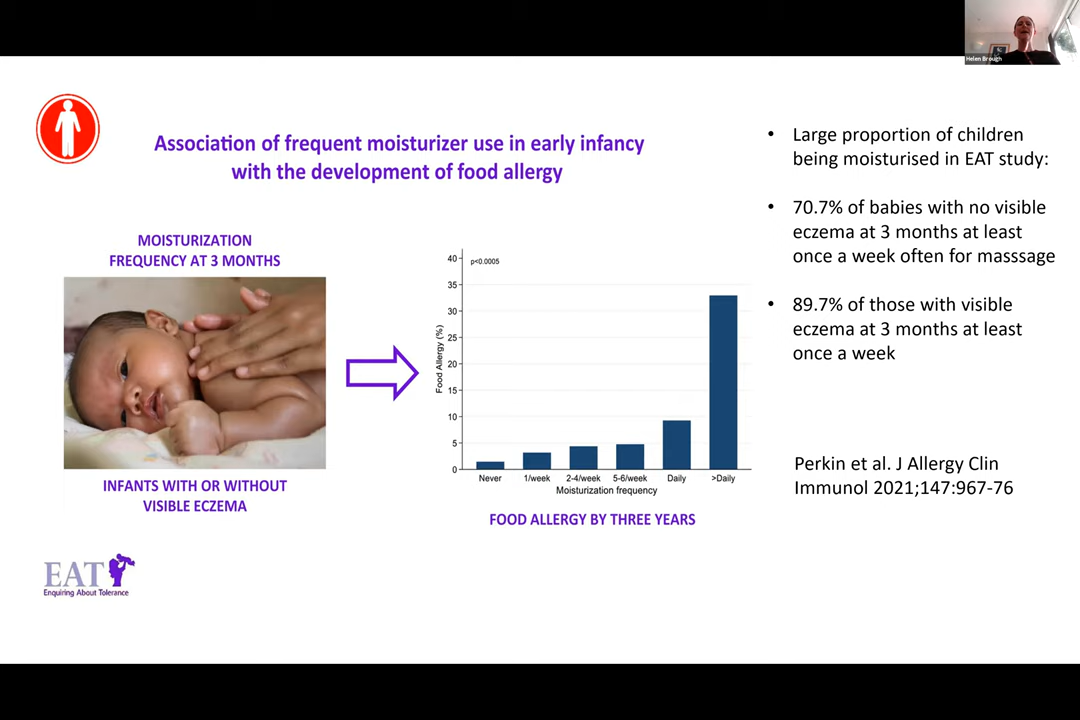 Helen Brough
Association of frequent moisturizer use in early infancy
with the development of food allergy
MOISTURIZATION
FREQUENCY AT 3 MONTHS
INFANTS WITH OR WITHOUT
VISIBLE ECZEMA
p<0.0005
Food Allergy (%)
40
35
30
25
20
15
10
5
0
Never 1/week 2-4/week 5-6/week Daily >Daily
Moisturization frequency
FOOD ALLERGY BY THREE YEARS
• Large proportion of children
being moisturised in EAT study:
• 70.7% of babies with no visible
eczema at 3 months at least
once a week often for masssage
• 89.7% of those with visible
eczema at 3 months at least
once a week
Perkin et al. J Allergy Clin
Immunol 2021;147:967-76
EAT
Enquiring About Tolerance